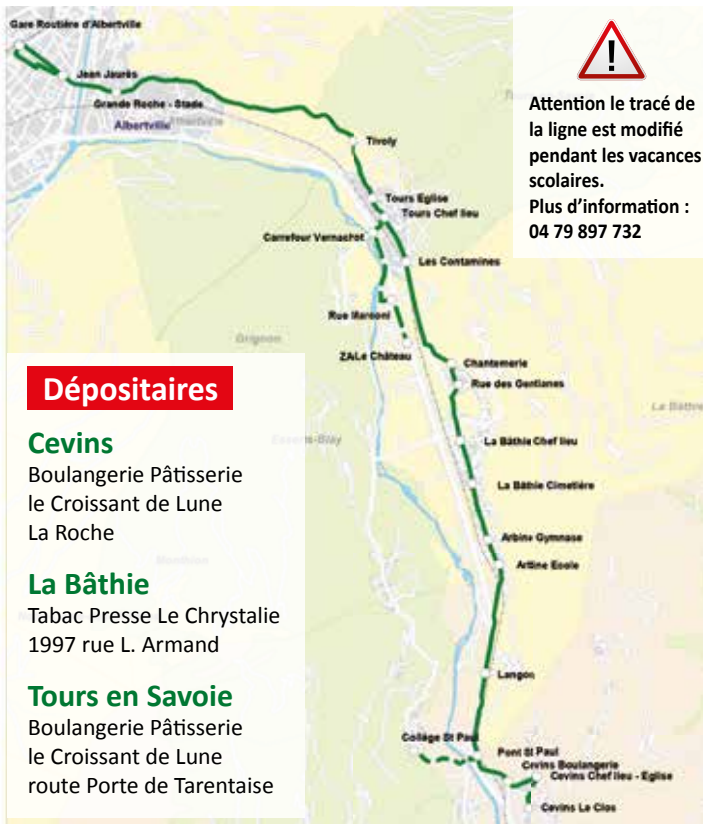 Gare Routière d'Albertville
Jean Jaurès
Grande Roche - Stade
Albertville
Albertville
Tivoly
Tours Eglise
Tours Chef lieu
Carrefour Vernachot
Les Contamines
Rue Marconi
Grignon
ZALe Château
Chantemerle
Rue des Gentianes
La Bâthie Chef lieu
La Bâthie Cimetière
Arbine Gymnase
Langon
Collège St Paul
Pont St Paul
Cevins Boulangerie
Cevins Chef lieu - Eglise
Cevins Le Clos
!
Attention le tracé de
la ligne est modifié
pendant les vacances
scolaires.
Plus d'information :
04 79 897 732
Dépositaires
Cevins
Boulangerie Pâtisserie
le Croissant de Lune
La Roche
La Bâthie
Tabac Presse Le Chrystalie
1997 rue L. Armand
Tours en Savoie
Boulangerie Pâtisserie
le Croissant de Lune
route Porte de Tarentaise